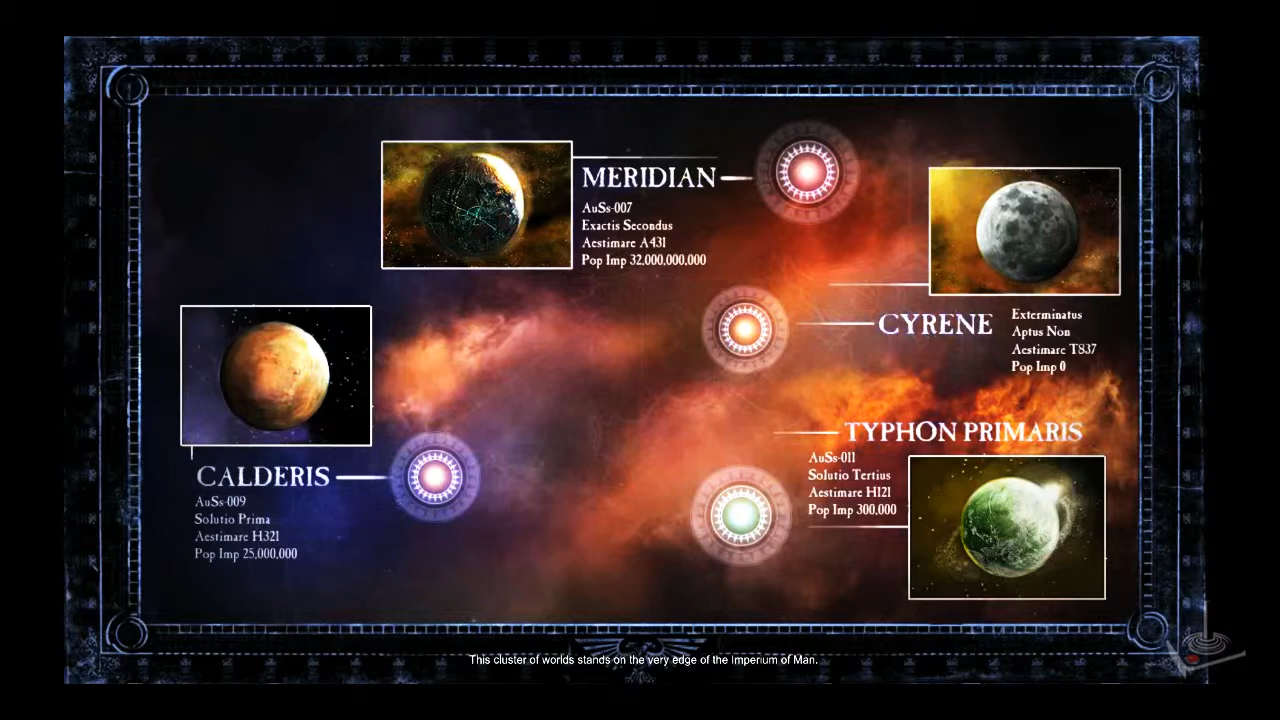 MERIDIAN
AuSs-007
Exactis Secondus
Aestimare A431
Pop Imp 32,000,000,000
CYRENE
Exterminatus
Aptus Non
Aestimare T837
Pop Imp 0
TYPHON PRIMARIS
AuSs-011
Solutio Tertius
Aestimare H121
Pop Imp 300,000
CALDERIS
AuSs-009
Solutio Prima
Aestimare H321
Pop Imp 25,000,000
This cluster of worlds stands on the very edge of the Imperium of Man.